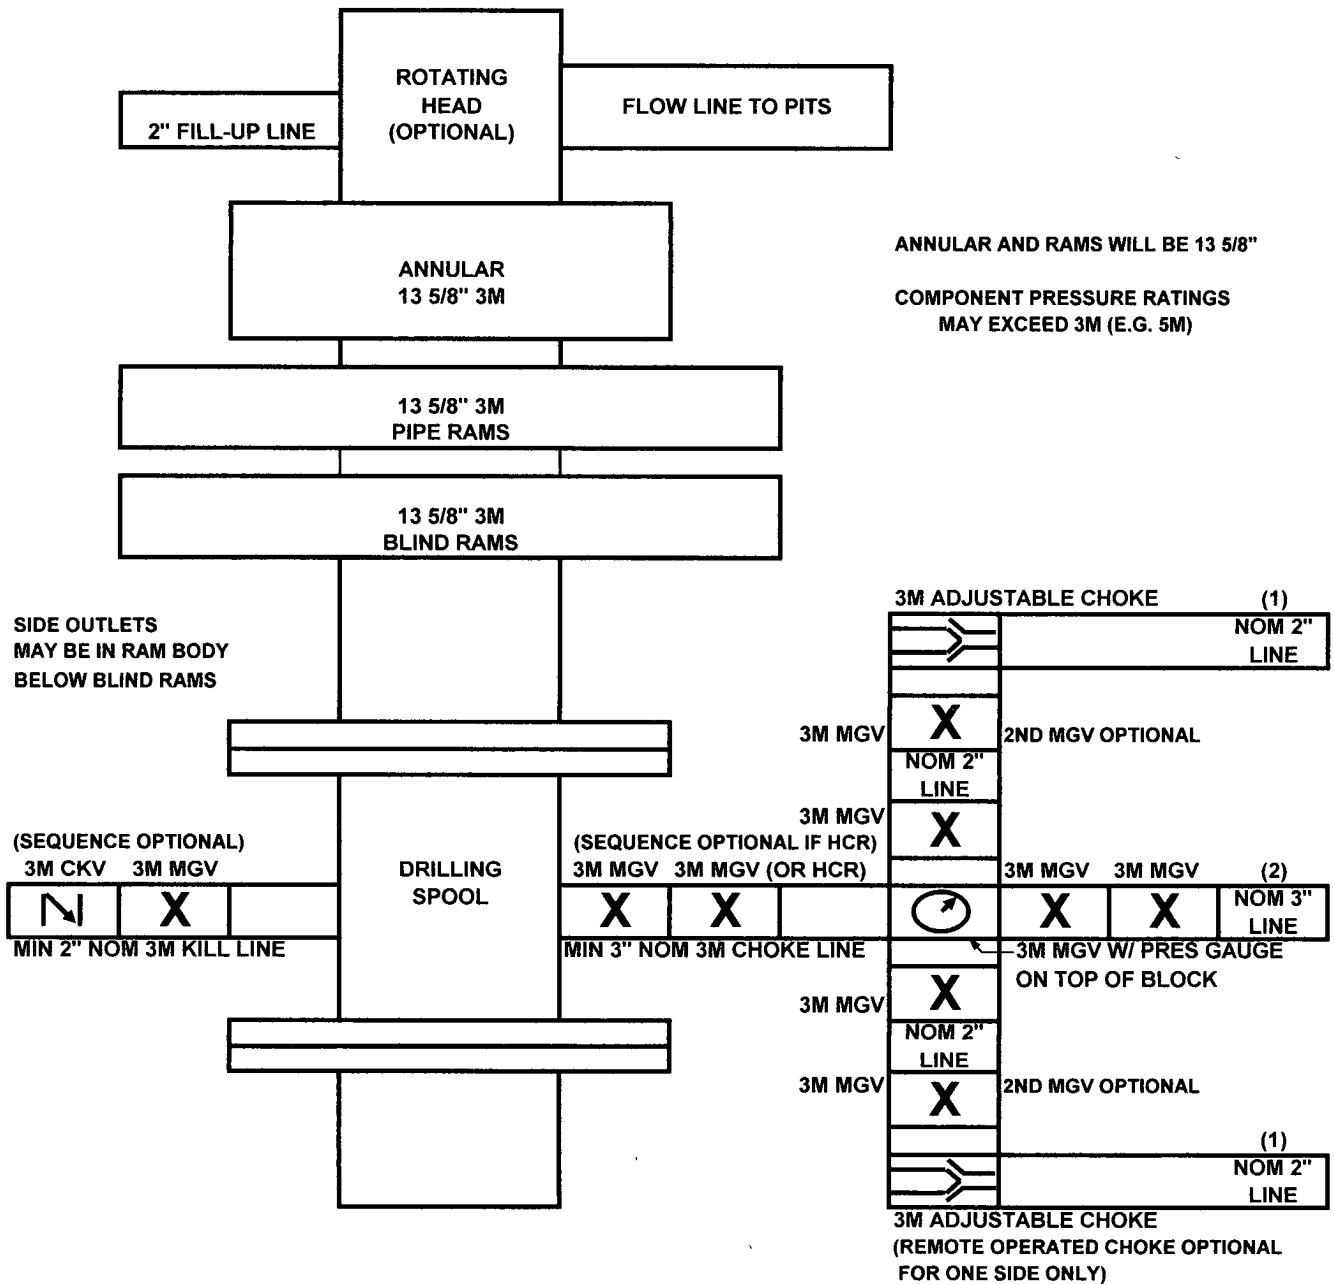 ROTATING
HEAD
(OPTIONAL)
2" FILL-UP LINE
FLOW LINE TO PITS
ANNULAR
13 5/8" 3M
ANNULAR AND RAMS WILL BE 13 5/8"
COMPONENT PRESSURE RATINGS
MAY EXCEED 3M (E.G. 5M)
13 5/8" 3M
PIPE RAMS
13 5/8" 3M
BLIND RAMS
SIDE OUTLETS
MAY BE IN RAM BODY
BELOW BLIND RAMS
3M ADJUSTABLE CHOKE
(1)
NOM 2"
LINE
3M MGV
X
2ND MGV OPTIONAL
NOM 2"
LINE
3M MGV
X
(SEQUENCE OPTIONAL)
3M CKV 3M MGV
X
MIN 2" NOM 3M KILL LINE
DRILLING
SPOOL
(SEQUENCE OPTIONAL IF HCR)
3M MGV 3M MGV (OR HCR)
X X
MIN 3" NOM 3M CHOKE LINE
3M MGV 3M MGV (2)
X X
NOM 3"
LINE
3M MGV W/ PRES GAUGE
ON TOP OF BLOCK
3M MGV
X
NOM 2"
LINE
3M MGV
X
2ND MGV OPTIONAL
(1)
NOM 2"
LINE
3M ADJUSTABLE CHOKE
(REMOTE OPERATED CHOKE OPTIONAL
FOR ONE SIDE ONLY)